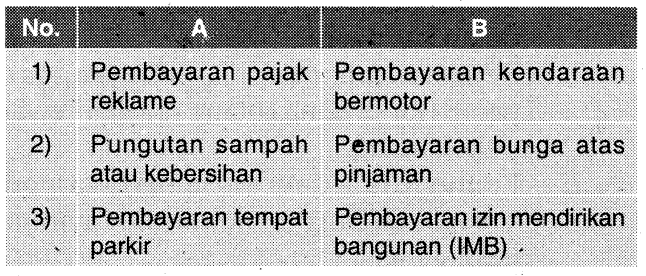 No. A B
1) Pembayaran pajak Pembayaran kendaraan
reklame bermotor
2) Pungutan sampah Pembayaran bunga atas
atau kebersihan pinjaman
3) Pembayaran tempat Pembayaran izin mendirikan
parkir bangunan (IMB)